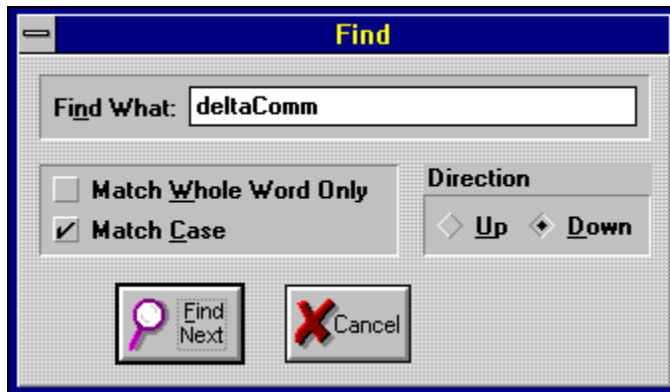 Find
Find What: deltaComm
Match Whole Word Only
Match Case
Direction
Up Down
Find
Next
Cancel